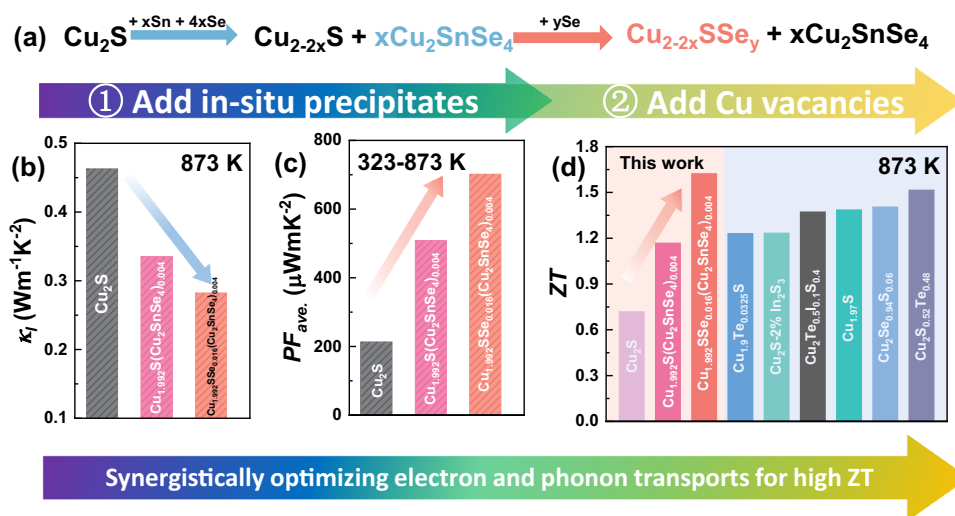 (a) Cu₂S + xSn + 4xSe Cu₂₋₂ₓS + xCu₂SnSe₄ + ySe Cu₂₋₂ₓSSeᵧ + xCu₂SnSe₄
① Add in-situ precipitates ② Add Cu vacancies
(b)
873 K
κₗ (Wm⁻¹K⁻²)
0.5
0.4
0.3
0.2
0.1
Cu₂S
Cu₁.₉₉₂S(Cu₂SnSe₄)₀.₀₀₄
Cu₁.₉₉₂SSe₀.₀₁₆(Cu₂SnSe₄)₀.₀₀₄
(c)
323-873 K
PFave. (μWmK⁻²)
800
600
400
200
0
Cu₂S
Cu₁.₉₉₂S(Cu₂SnSe₄)₀.₀₀₄
Cu₁.₉₉₂SSe₀.₀₁₆(Cu₂SnSe₄)₀.₀₀₄
(d)
This work
873 K
ZT
1.8
1.5
1.2
0.9
0.6
0.3
0.0
Cu₂S
Cu₁.₉₉₂S(Cu₂SnSe₄)₀.₀₀₄
Cu₁.₉₉₂SSe₀.₀₁₆(Cu₂SnSe₄)₀.₀₀₄
Cu₁.₉Te₀.₀₃₂₅S
Cu₂S-2% In₂S₃
Cu₂Te₀.₅I₀.₁S₀.₄
Cu₁.₉₇S
Cu₂Se₀.₉₄S₀.₀₆
Cu₂S₀.₅₂Te₀.₄₈
Synergistically optimizing electron and phonon transports for high ZT